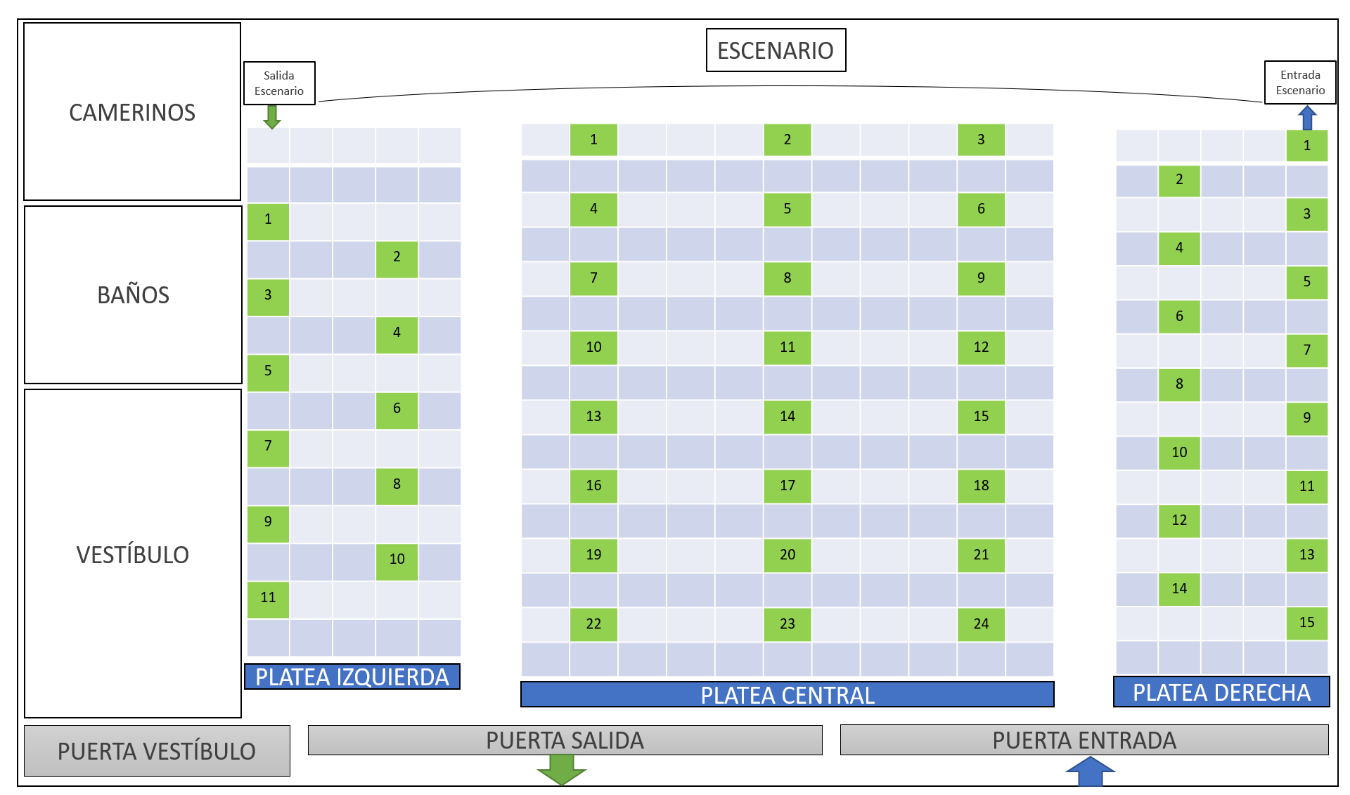 ESCENARIO
CAMERINOS
Salida
Escenario
Entrada
Escenario
BAÑOS
VESTÍBULO
1
2
3
4
5
6
7
8
9
10
11
PLATEA IZQUIERDA
1 2 3
4 5 6
7 8 9
10 11 12
13 14 15
16 17 18
19 20 21
22 23 24
PLATEA CENTRAL
1
2
3
4
5
6
7
8
9
10
11
12
13
14
15
PLATEA DERECHA
PUERTA VESTÍBULO
PUERTA SALIDA
PUERTA ENTRADA